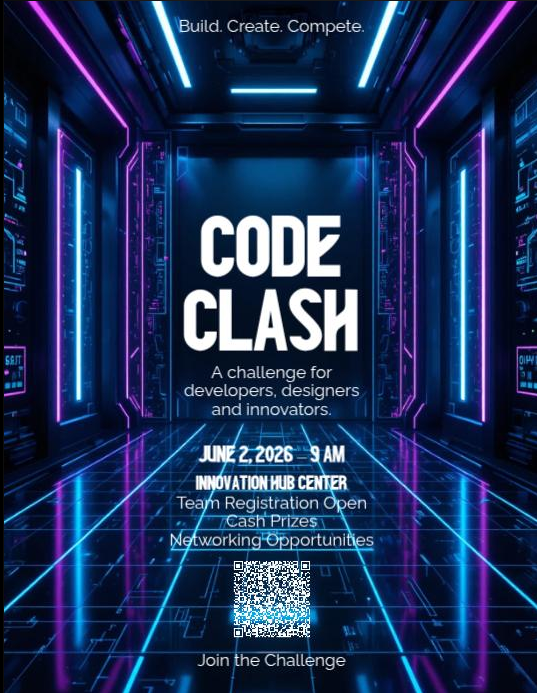 Build. Create. Compete.
CODE
CLASH
A challenge for
developers, designers
and innovators.
JUNE 2, 2026 – 9 AM
INNOVATION HUB CENTER
Team Registration Open
Cash Prizes
Networking Opportunities
Join the Challenge